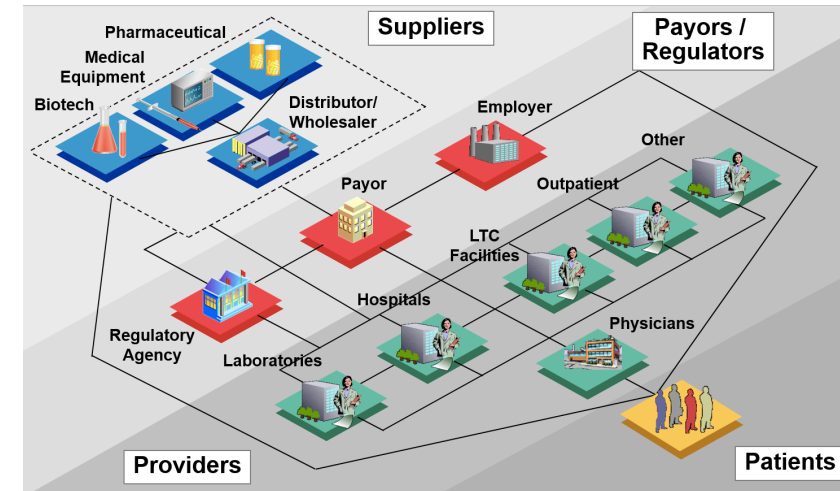 Suppliers
Payors /
Regulators
Pharmaceutical
Medical
Equipment
Biotech
Distributor/
Wholesaler
Employer
Other
Payor
Outpatient
LTC
Facilities
Hospitals
Regulatory
Agency
Laboratories
Physicians
Providers
Patients